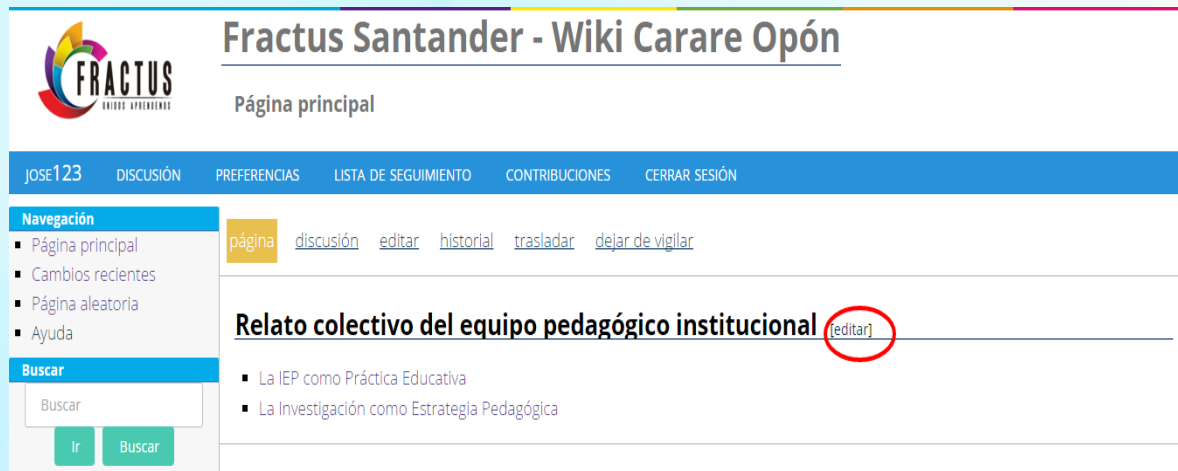 Fractus Santander - Wiki Carare Opón
FRACTUS
UNIDOS APRENDEMOS
Página principal
JOSE123 DISCUSIÓN PREFERENCIAS LISTA DE SEGUIMIENTO CONTRIBUCIONES CERRAR SESIÓN
Navegación
Página principal
Cambios recientes
Página aleatoria
Ayuda
Buscar
Buscar
Ir Buscar
página discusión editar historial trasladar dejar de vigilar
Relato colectivo del equipo pedagógico institucional [editar]
La IEP como Práctica Educativa
La Investigación como Estrategia Pedagógica